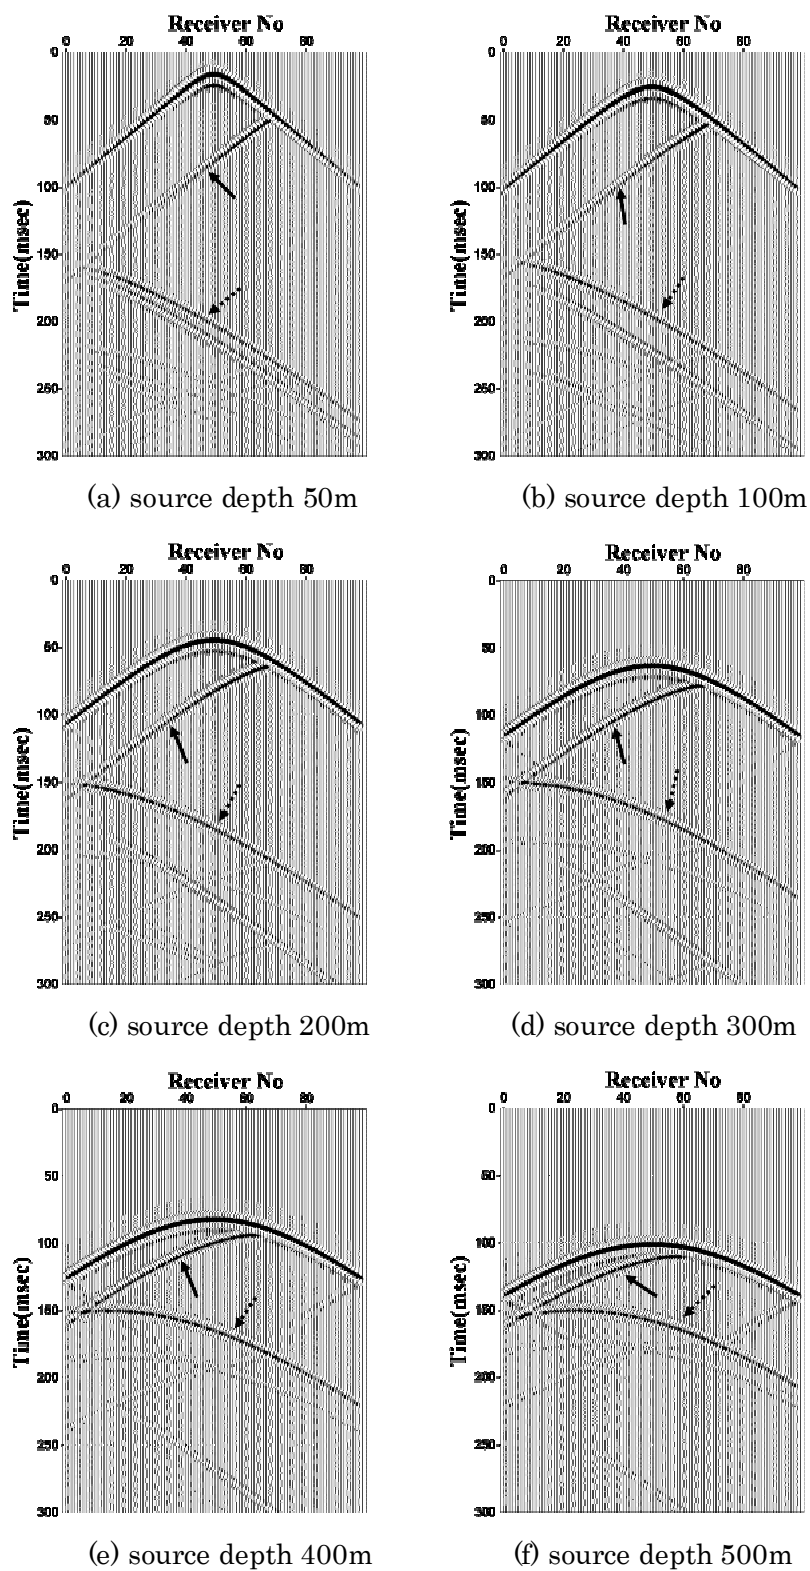 Receiver No
Receiver No
0 20 40 60 80
0 20 40 60 80
Time(msec)
Time(msec)
0
50
100
150
200
250
300
0
50
100
150
200
250
300
(a) source depth 50m
(b) source depth 100m
Receiver No
Receiver No
0 20 40 60 80
0 20 40 60 80
Time(msec)
Time(msec)
0
50
100
150
200
250
300
0
50
100
150
200
250
300
(c) source depth 200m
(d) source depth 300m
Receiver No
Receiver No
0 20 40 60 80
0 20 40 60 80
Time(msec)
Time(msec)
0
50
100
150
200
250
300
0
50
100
150
200
250
300
(e) source depth 400m
(f) source depth 500m